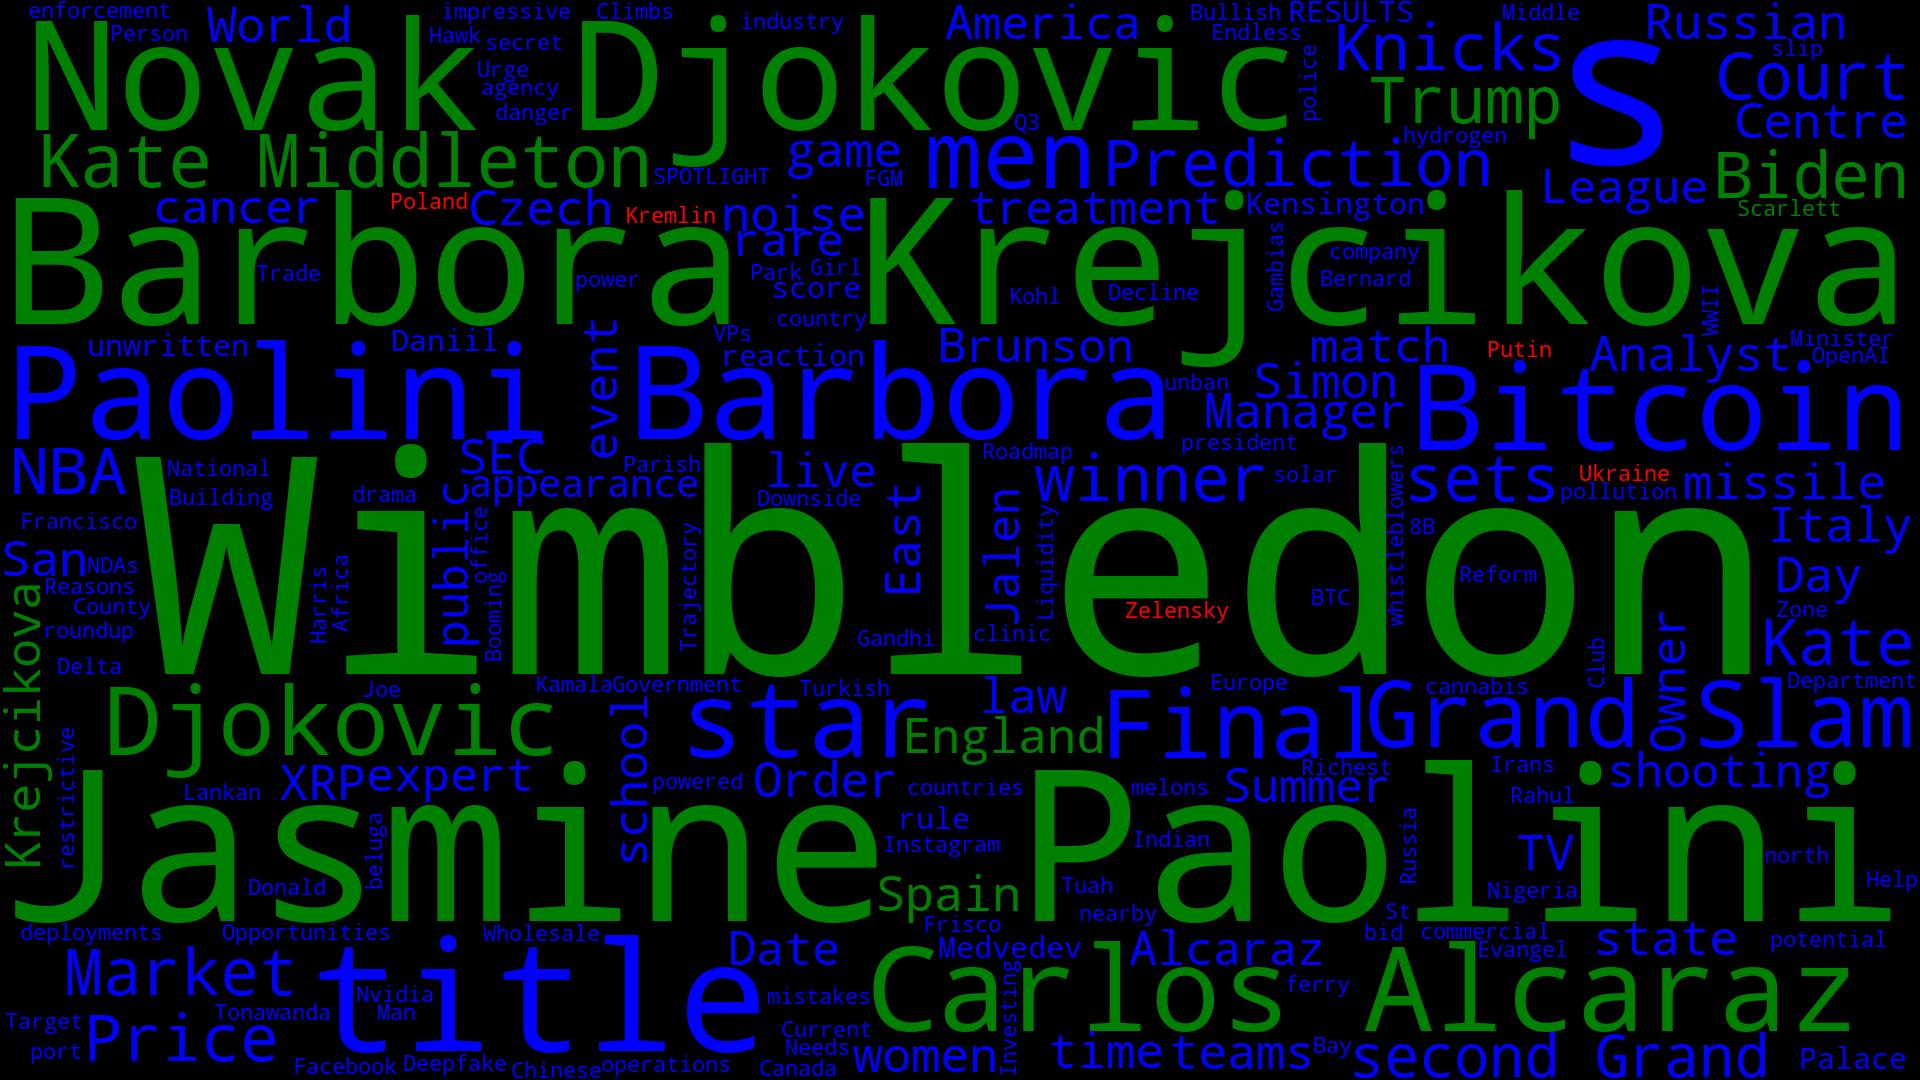 enforcement
Person
World
impressive
Hawk
secret
Climbs
industry
America
Bullish
RESULTS
Endless
Middle
Russian
slip
Novak Djokovic
Urge
agency
danger
police
Knicks
Trump
S
Court
Centre
Q3
hydrogen
Kate Middleton
SPOTLIGHT
game
FGM
men
Prediction
League
Biden
Scarlett
cancer
Poland
Czech
Kremlin
noise
rare
treatment
Kensington
Barbora Krejcikova
Trade
power
Park
Girl
score
country
Kohl
Decline
Gambias
company
Bernard
WWII
unwritten
Daniil
event
VPs
reaction
Brunson
unban
match
Simon
Manager
president
Putin
Analyst
Minister
OpenAI
Paolini
Barbora
Bitcoin
NBA
National
Building
SEC
appearance
Parish
live
Downside
Roadmap
winner
solar
sets
Ukraine
pollution
missile
Wimbledon
Francisco
drama
public
office
East
Jalen
Liquidity
whistleblowers
8B
Italy
San
NDAs
Reasons
County
roundup
Delta
Harris
Africa
Booming
Trajectory
Gandhi
clinic
Zelensky
BTC
Reform
Day
Zone
Kate
Club
Owner
Krejcikova
Joe
Kamala
Government
Turkish
law
Europe
cannabis
Department
Djokovic
school
star
England
Final
Grand Slam
restrictive
Lankan
XRP
expert
powered
Order
countries
melons
Summer
Richest
Irans
shooting
Jasmine Paolini
beluga
rule
Instagram
Indian
Russia
Rahul
TV
north
Donald
Spain
Tuah
nearby
Nigeria
Help
deployments
Opportunities
Wholesale
Frisco
St
bid
commercial
Evangel
state
potential
Market
title
Date
Medvedev
Alcaraz
Carlos Alcaraz
Nvidia
Man
mistakes
Investing
ferry
Target
port
Price
Tonawanda
Current
Needs
Facebook
Deepfake
Chinese
operations
Canada
women
time
teams
Bay
second Grand
Palace